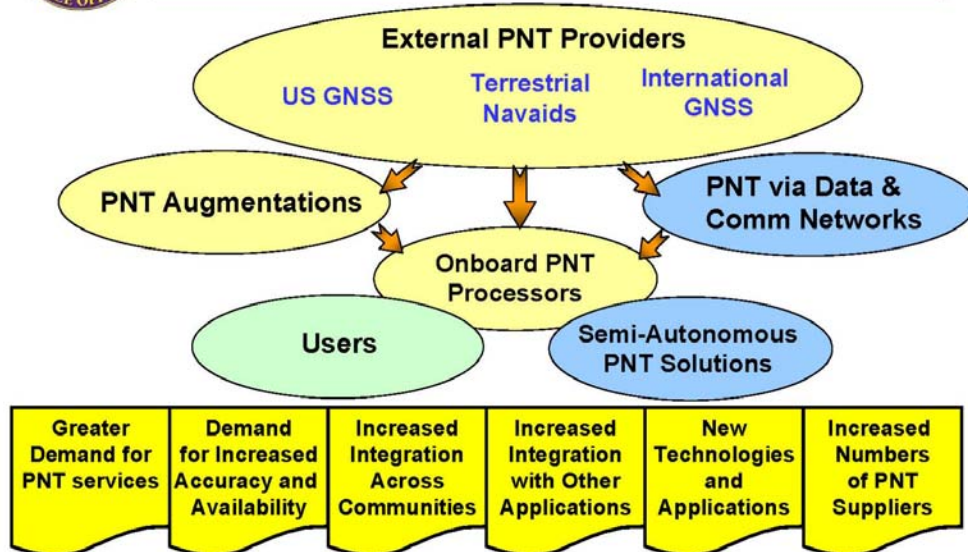 External PNT Providers
US GNSS
Terrestrial
Navaids
International
GNSS
PNT Augmentations
PNT via Data &
Comm Networks
Onboard PNT
Processors
Users
Semi-Autonomous
PNT Solutions
Greater
Demand for
PNT services
Demand
for Increased
Accuracy and
Availability
Increased
Integration
Across
Communities
Increased
Integration
with Other
Applications
New
Technologies
and
Applications
Increased
Numbers
of PNT
Suppliers